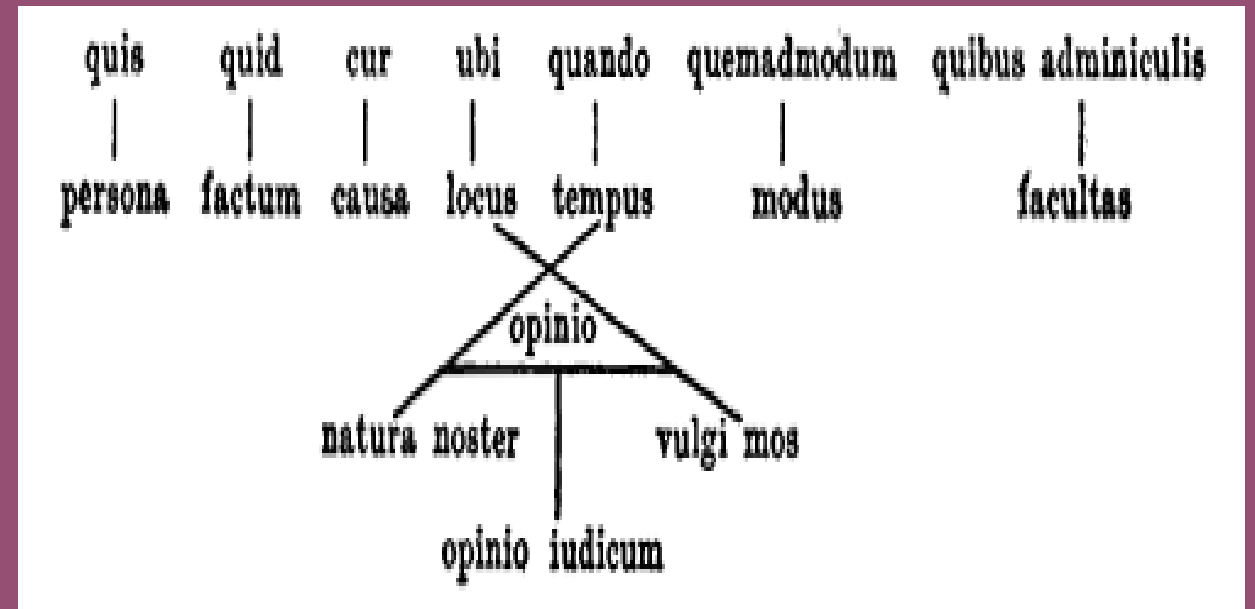 quis quid cur ubi quando quemadmodum quibus adminiculis
persona factum causa locus tempus modus facultas
opinio
natura noster vulgi mos
opinio iudicum